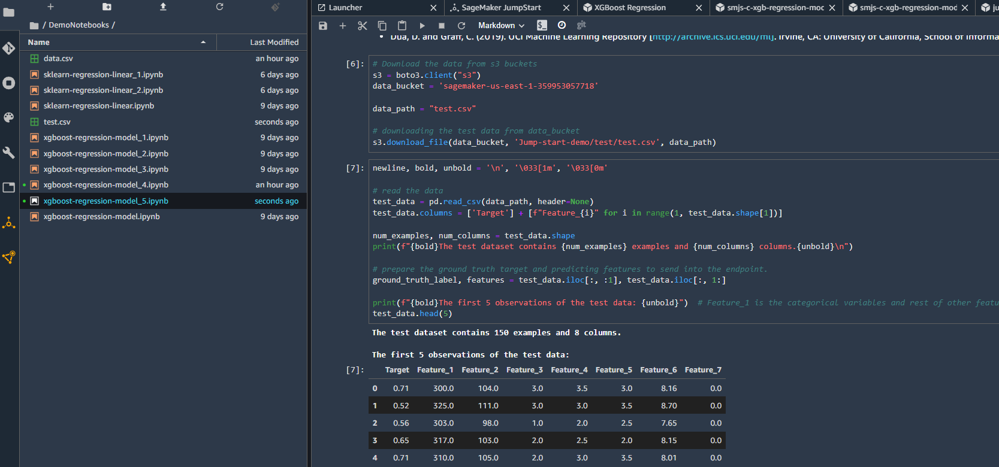 / DemoNotebooks /
Name Last Modified
data.csv an hour ago
sklearn-regression-linear_1.ipynb 6 days ago
sklearn-regression-linear_2.ipynb 6 days ago
sklearn-regression-linear.ipynb 9 days ago
test.csv seconds ago
xgboost-regression-model_1.ipynb 9 days ago
xgboost-regression-model_2.ipynb 9 days ago
xgboost-regression-model_3.ipynb 9 days ago
xgboost-regression-model_4.ipynb an hour ago
xgboost-regression-model_5.ipynb seconds ago
xgboost-regression-model.ipynb 9 days ago
Launcher SageMaker JumpStart XGBoost Regression smjs-c-xgb-regression-moc smjs-c-xgb-regression-mod ju
Markdown git
Dua, D. and Graff, C. (2019). UCI Machine Learning Repository [http://archive.ics.uci.edu/ml]. Irvine, CA: University of California, School of Informa
[6]: # Download the data from s3 buckets
s3 = boto3.client("s3")
data_bucket = 'sagemaker-us-east-1-359953057718'
data_path = "test.csv"
# downloading the test data from data_bucket
s3.download_file(data_bucket, 'Jump-start-demo/test/test.csv', data_path)
[7]: newline, bold, unbold = '\n', '\033[1m', '\033[0m'
# read the data
test_data = pd.read_csv(data_path, header=None)
test_data.columns = ['Target'] + [f"Feature_{i}" for i in range(1, test_data.shape[1])]
num_examples, num_columns = test_data.shape
print(f"{bold}The test dataset contains {num_examples} examples and {num_columns} columns.{unbold}\n")
# prepare the ground truth target and predicting features to send into the endpoint.
ground_truth_label, features = test_data.iloc[:, :1], test_data.iloc[:, 1:]
print(f"{bold}The first 5 observations of the test data: {unbold}") # Feature_1 is the categorical variables and rest of other featu
test_data.head(5)
The test dataset contains 150 examples and 8 columns.
The first 5 observations of the test data:
[7]: Target Feature_1 Feature_2 Feature_3 Feature_4 Feature_5 Feature_6 Feature_7
0 0.71 300.0 104.0 3.0 3.5 3.0 8.16 0.0
1 0.52 325.0 111.0 3.0 3.0 3.5 8.70 0.0
2 0.56 303.0 98.0 1.0 2.0 2.5 7.65 0.0
3 0.65 317.0 103.0 2.0 2.5 2.0 8.15 0.0
4 0.71 310.0 105.0 2.0 3.0 3.5 8.01 0.0